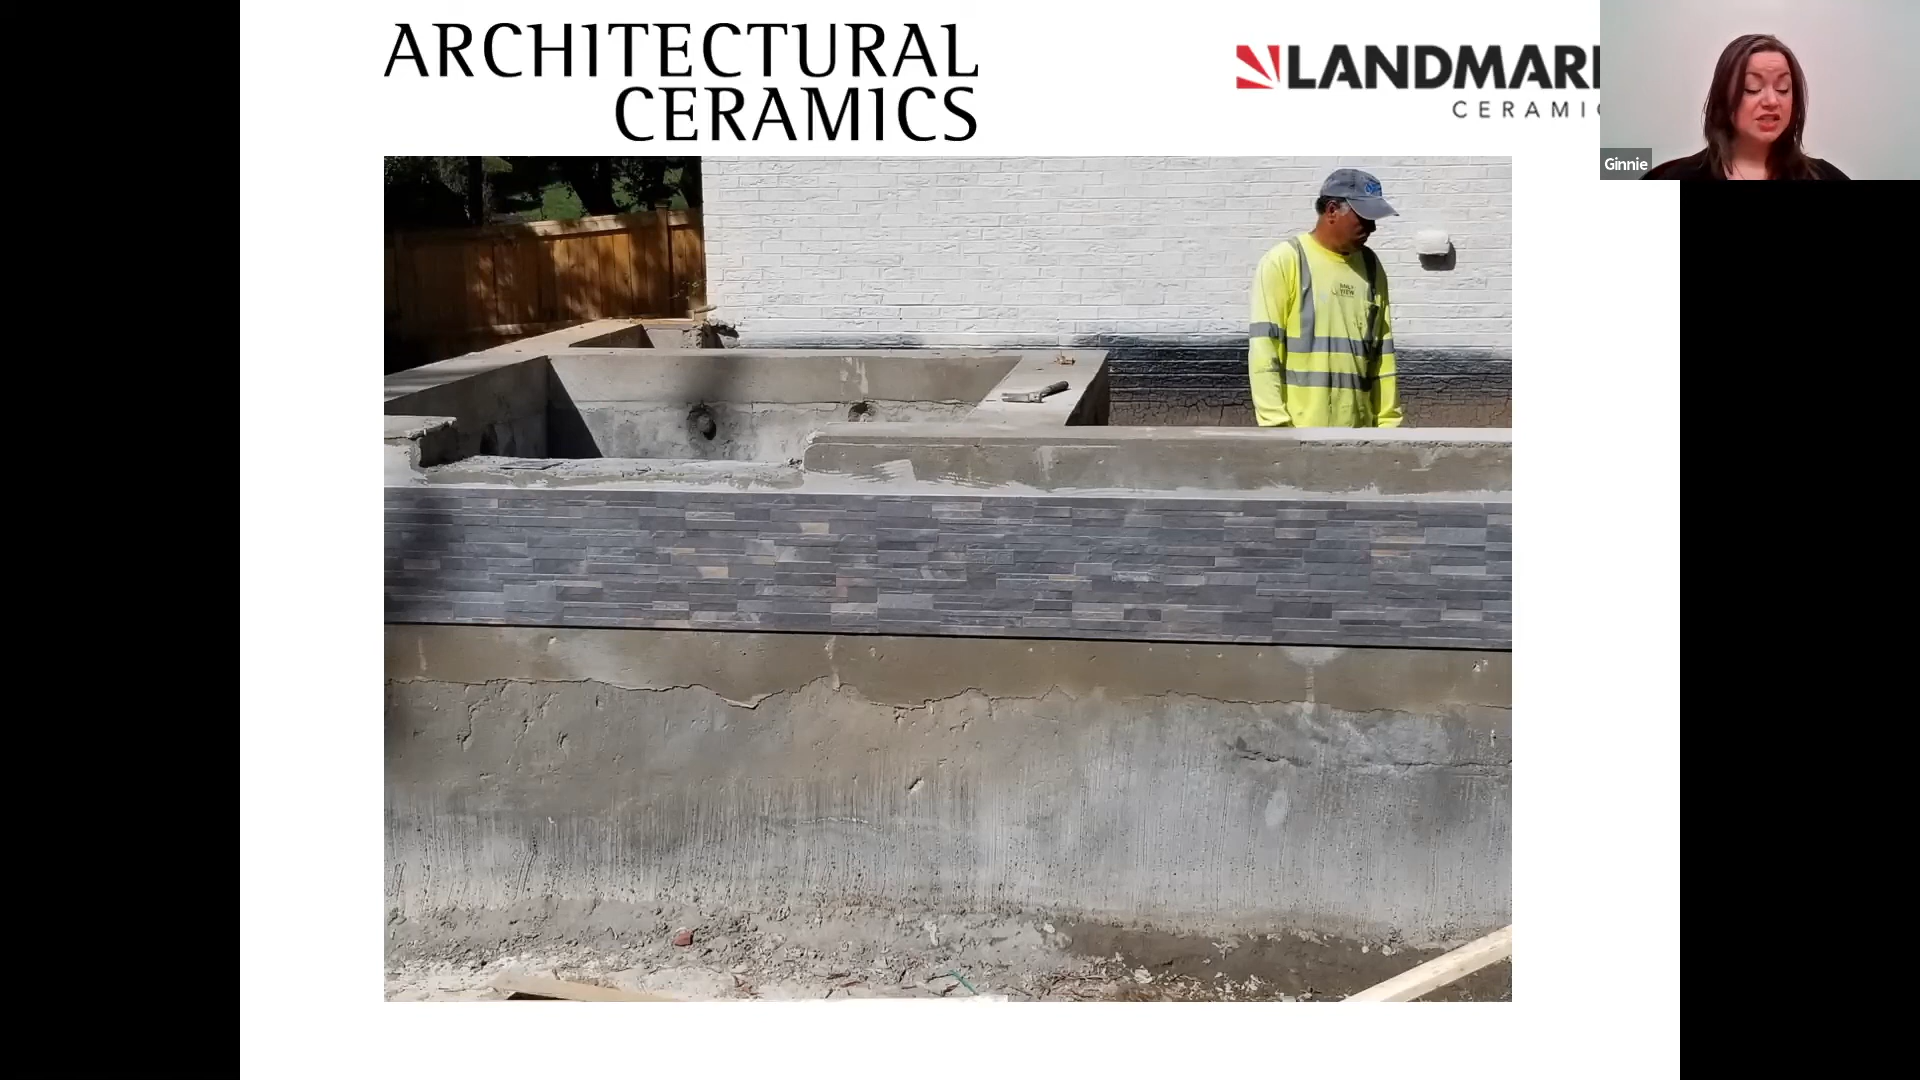 ARCHITECTURAL
CERAMICS
LANDMAR
CERAMIC
Ginnie